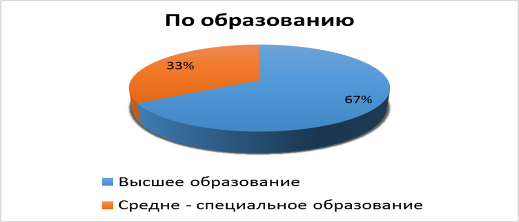 По образованию
33%
67%
Высшее образование
Средне - специальное образование